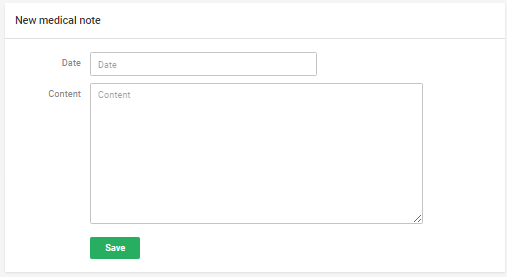 New medical note
Date Date
Content Content
Save